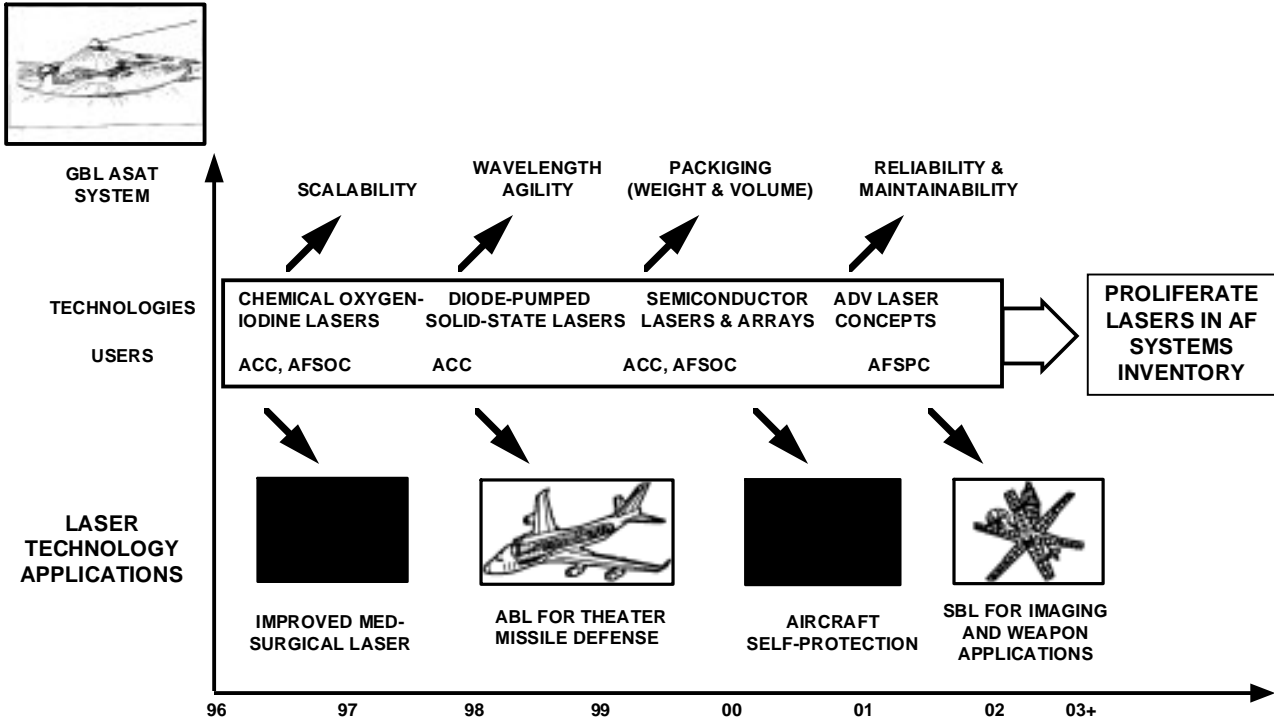 GBL ASAT
SYSTEM
SCALABILITY
WAVELENGTH
AGILITY
PACKIGING
(WEIGHT & VOLUME)
RELIABILITY &
MAINTAINABILITY
TECHNOLOGIES
CHEMICAL OXYGEN-
IODINE LASERS
DIODE-PUMPED
SOLID-STATE LASERS
SEMICONDUCTOR
LASERS & ARRAYS
ADV LASER
CONCEPTS
USERS
ACC, AFSOC
ACC
ACC, AFSOC
AFSPC
PROLIFERATE
LASERS IN AF
SYSTEMS
INVENTORY
LASER
TECHNOLOGY
APPLICATIONS
IMPROVED MED-
SURGICAL LASER
ABL FOR THEATER
MISSILE DEFENSE
AIRCRAFT
SELF-PROTECTION
SBL FOR IMAGING
AND WEAPON
APPLICATIONS
96 97 98 99 00 01 02 03+